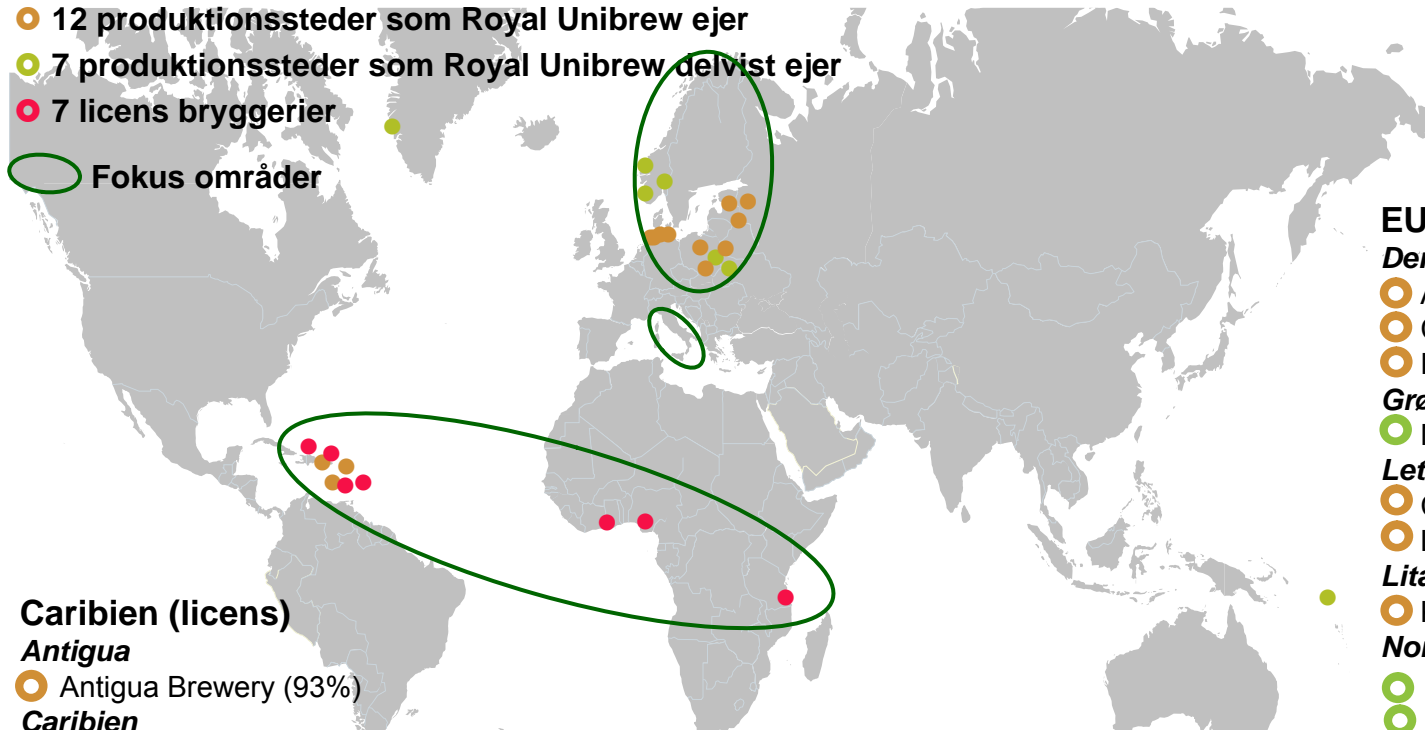 12 produktionssteder som Royal Unibrew ejer
7 produktionssteder som Royal Unibrew delvist ejer
7 licens bryggerier
Fokus områder
Caribien (licens)
Antigua
Antigua Brewery (93%)
Caribien
EU